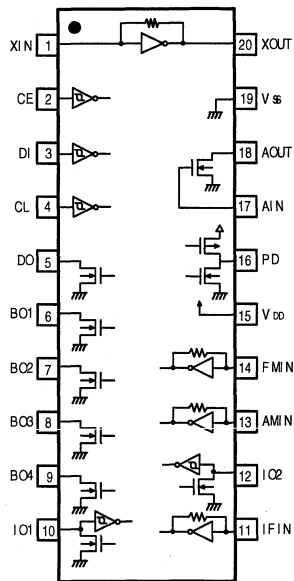 XIN 1 20 XOUT
CE 2 19 Vss
DI 3 18 AOUT
CL 4 17 AIN
DO 5 16 PD
BO1 6 15 VDD
BO2 7 14 FMIN
BO3 8 13 AMIN
BO4 9 12 IO2
IO1 10 11 IFIN